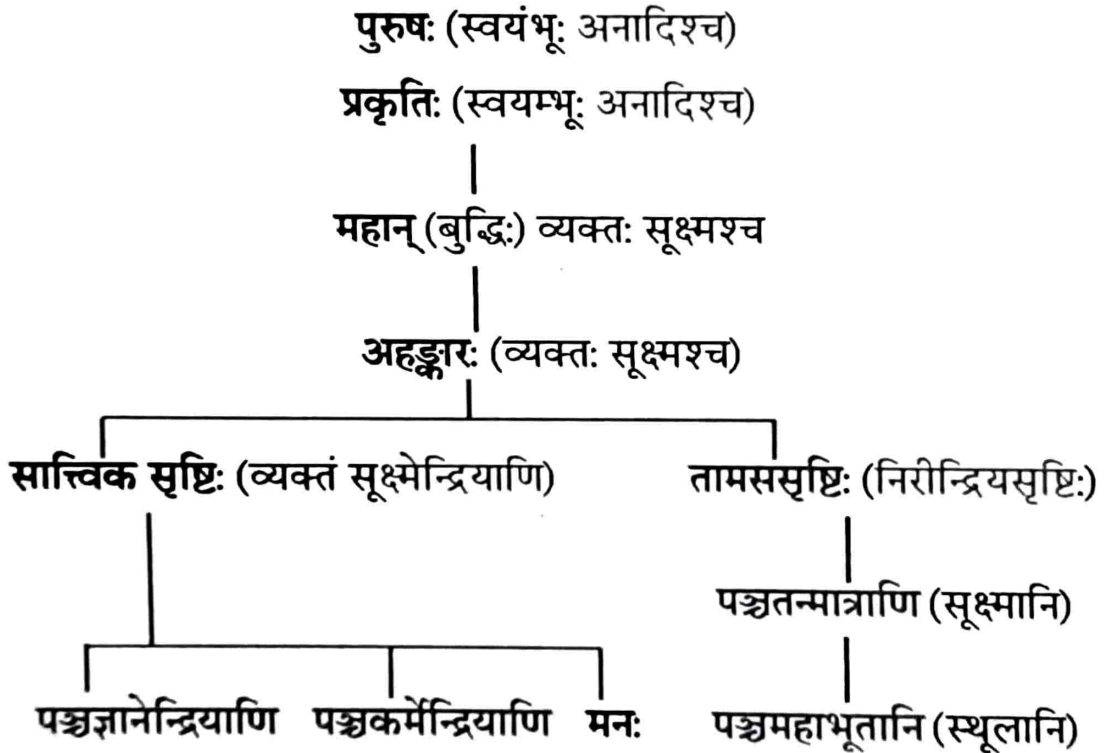 पुरुषः (स्वयंभूः अनादिश्च)
प्रकृतिः (स्वयम्भूः अनादिश्च)
महान् (बुद्धिः) व्यक्तः सूक्ष्मश्च
अहङ्कारः (व्यक्तः सूक्ष्मश्च)
सात्त्विक सृष्टिः (व्यक्तं सूक्ष्मेन्द्रियाणि) तामससृष्टिः (निरीन्द्रियसृष्टिः)
पञ्चतन्मात्राणि (सूक्ष्मानि)
पञ्चज्ञानेन्द्रियाणि पञ्चकर्मेन्द्रियाणि मनः पञ्चमहाभूतानि (स्थूलानि)